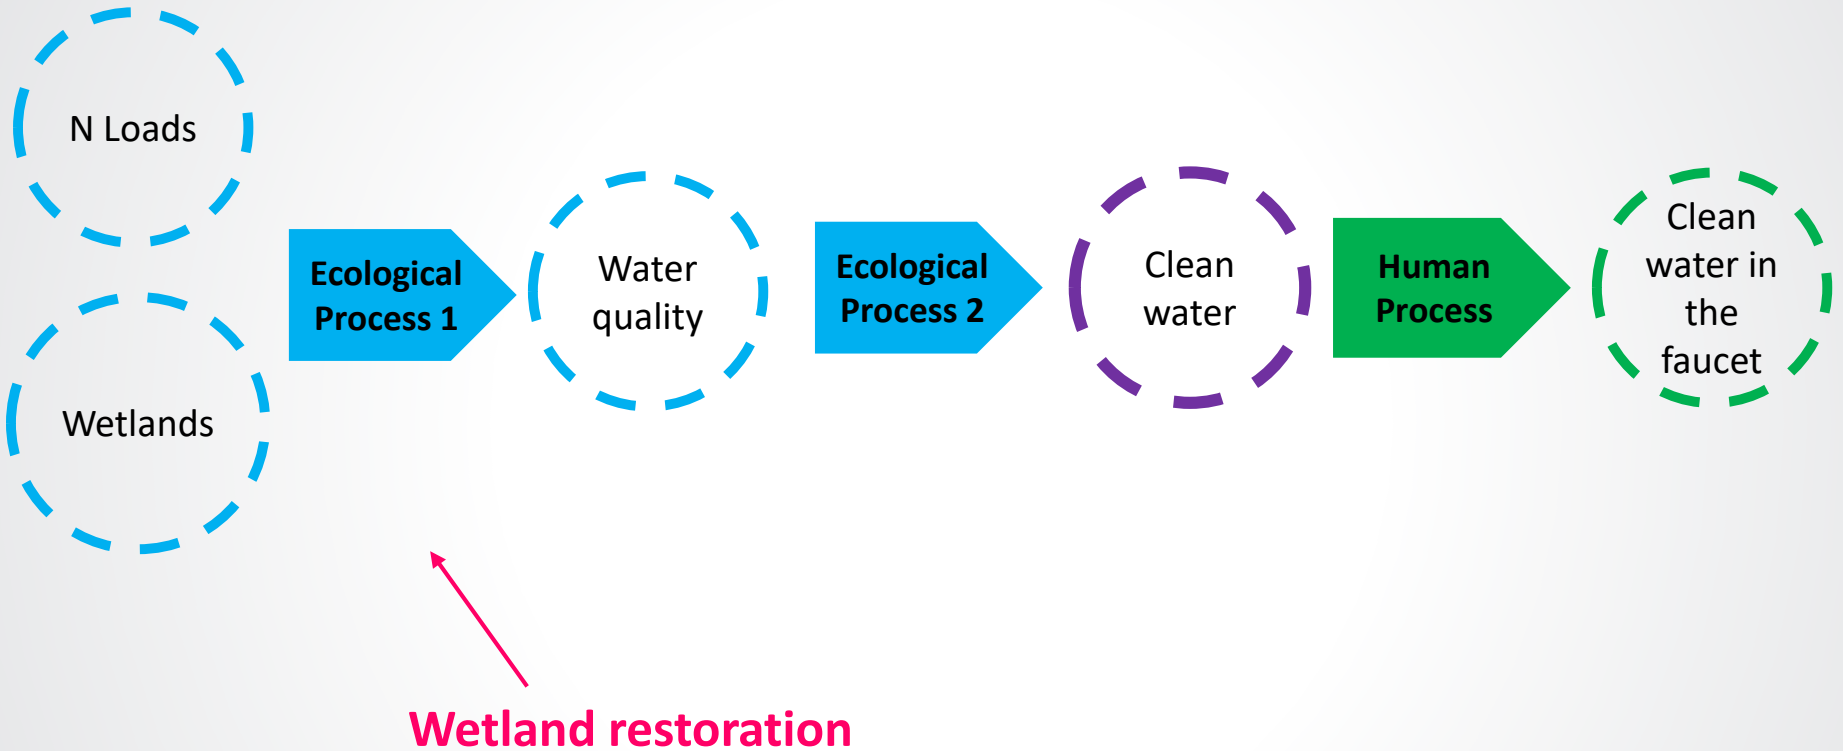 N Loads
Wetlands
Ecological
Process 1
Water
quality
Ecological
Process 2
Clean
water
Human
Process
Clean
water in
the
faucet
Wetland restoration